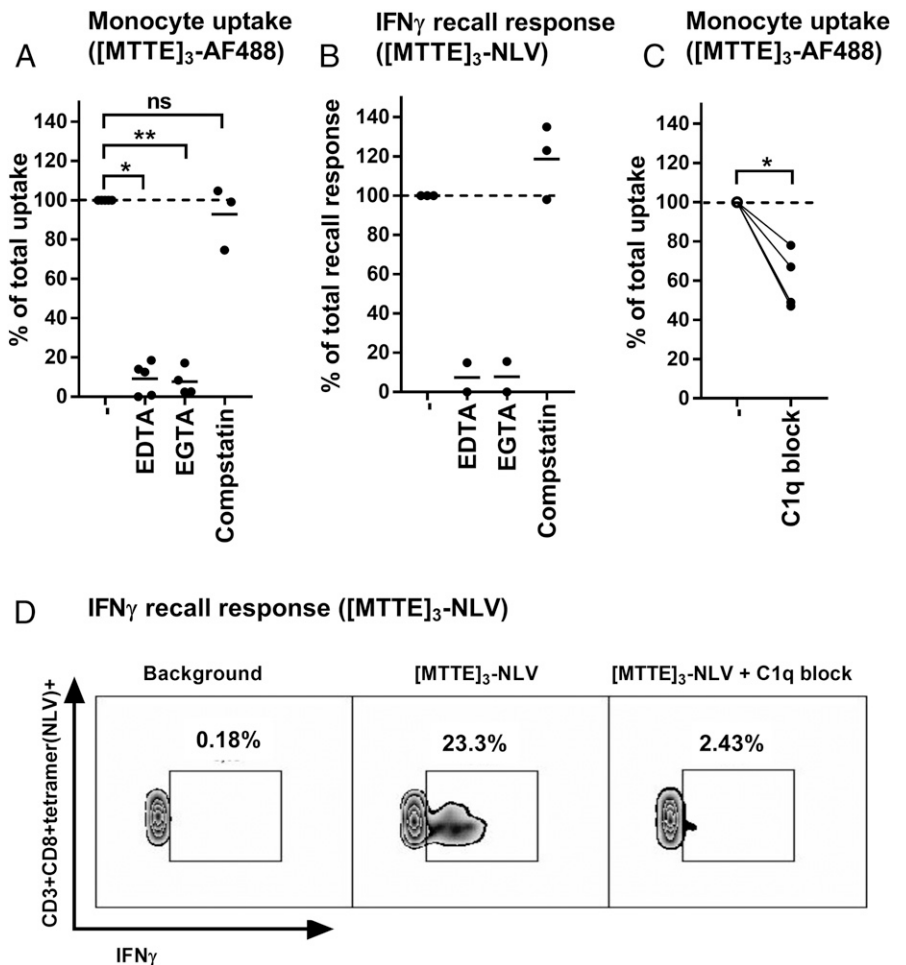 A
Monocyte uptake
([MTTE]₃-AF488)
% of total uptake
140
120
100
80
60
40
20
0
ns
**
*
-
EDTA
EGTA
Compstatin
B
IFNγ recall response
([MTTE]₃-NLV)
% of total recall response
140
120
100
80
60
40
20
0
-
EDTA
EGTA
Compstatin
C
Monocyte uptake
([MTTE]₃-AF488)
% of total uptake
140
120
100
80
60
40
20
0
*
-
C1q block
D
IFNγ recall response ([MTTE]₃-NLV)
CD3+CD8+tetramer(NLV)+
Background
[MTTE]₃-NLV
[MTTE]₃-NLV + C1q block
0.18%
23.3%
2.43%
IFNγ